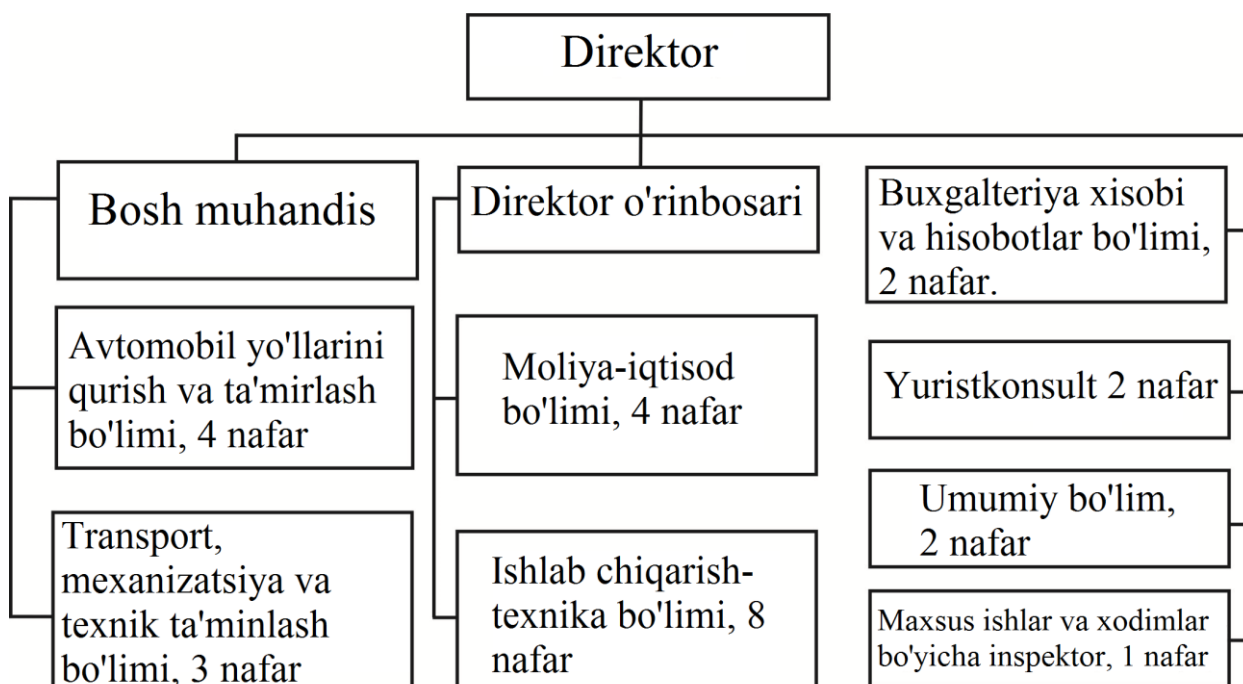 Direktor
Bosh muhandis
Avtomobil yo'llarini
qurish va ta'mirlash
bo'limi, 4 nafar
Transport,
mexanizatsiya va
texnik ta'minlash
bo'limi, 3 nafar
Direktor o'rinbosari
Moliya-iqtisod
bo'limi, 4 nafar
Ishlab chiqarish-
texnika bo'limi, 8
nafar
Buxgalteriya xisobi
va hisobotlar bo'limi,
2 nafar.
Yuristkonsult 2 nafar
Umumiy bo'lim,
2 nafar
Maxsus ishlar va xodimlar
bo'yicha inspektor, 1 nafar